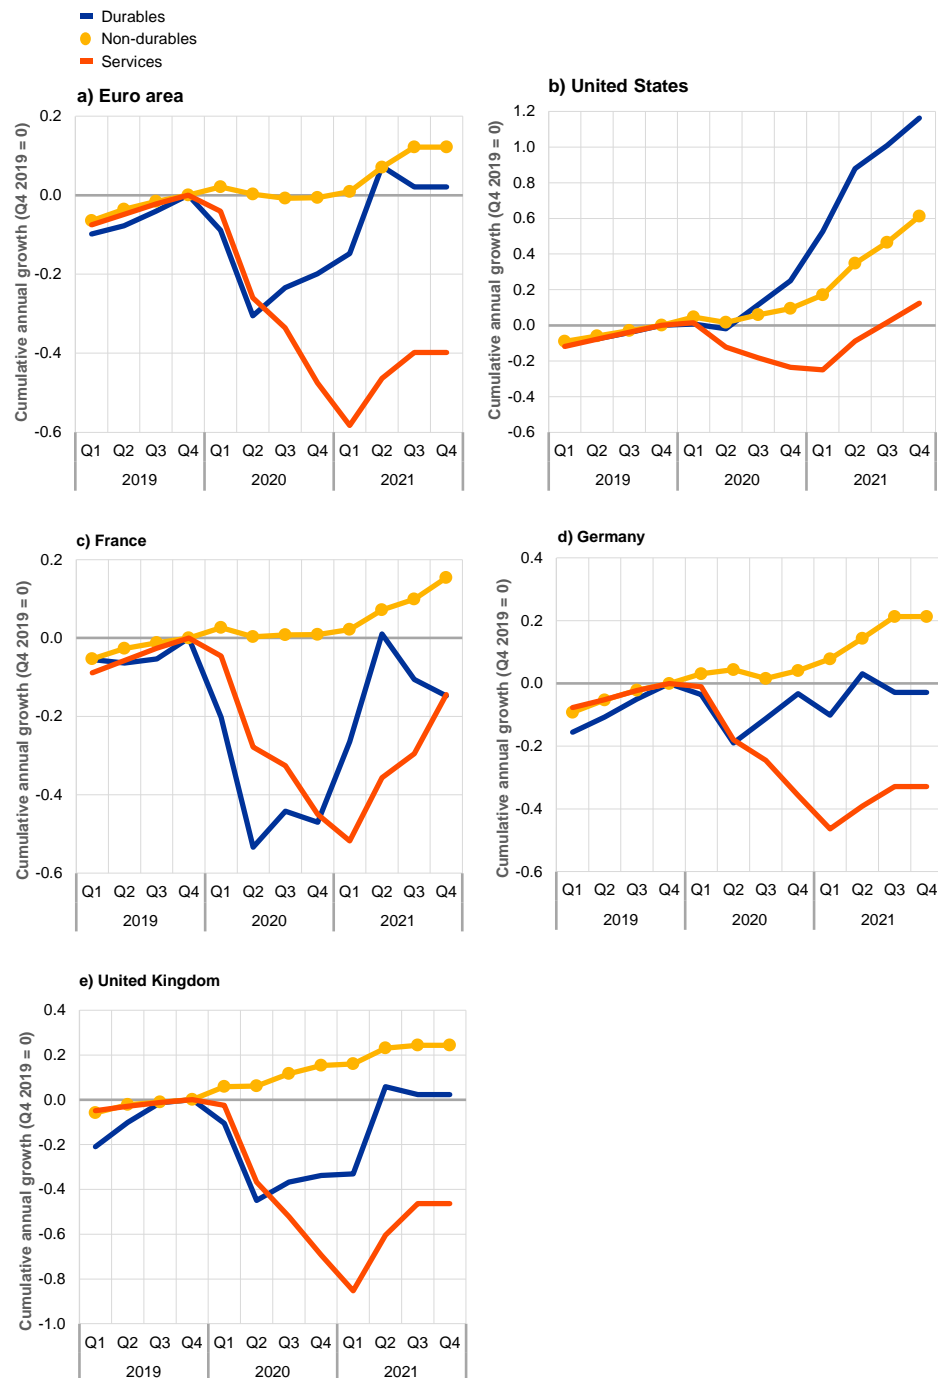 Durables
Non-durables
Services
a) Euro area
Cumulative annual growth (Q4 2019 = 0)
0.2
0.0
-0.2
-0.4
-0.6
Q1 Q2 Q3 Q4 Q1 Q2 Q3 Q4 Q1 Q2 Q3 Q4
2019 2020 2021
b) United States
Cumulative annual growth (Q4 2019 = 0)
1.2
1.0
0.8
0.6
0.4
0.2
0.0
-0.2
-0.4
-0.6
Q1 Q2 Q3 Q4 Q1 Q2 Q3 Q4 Q1 Q2 Q3 Q4
2019 2020 2021
c) France
Cumulative annual growth (Q4 2019 = 0)
0.2
0.0
-0.2
-0.4
-0.6
Q1 Q2 Q3 Q4 Q1 Q2 Q3 Q4 Q1 Q2 Q3 Q4
2019 2020 2021
d) Germany
Cumulative annual growth (Q4 2019 = 0)
0.4
0.2
0.0
-0.2
-0.4
-0.6
Q1 Q2 Q3 Q4 Q1 Q2 Q3 Q4 Q1 Q2 Q3 Q4
2019 2020 2021
e) United Kingdom
Cumulative annual growth (Q4 2019 = 0)
0.4
0.2
0.0
-0.2
-0.4
-0.6
-0.8
-1.0
Q1 Q2 Q3 Q4 Q1 Q2 Q3 Q4 Q1 Q2 Q3 Q4
2019 2020 2021